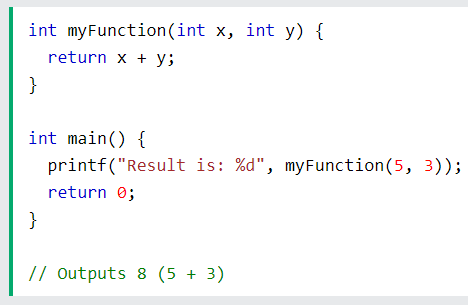 int myFunction(int x, int y) {
  return x + y;
}

int main() {
  printf("Result is: %d", myFunction(5, 3));
  return 0;
}

// Outputs 8 (5 + 3)